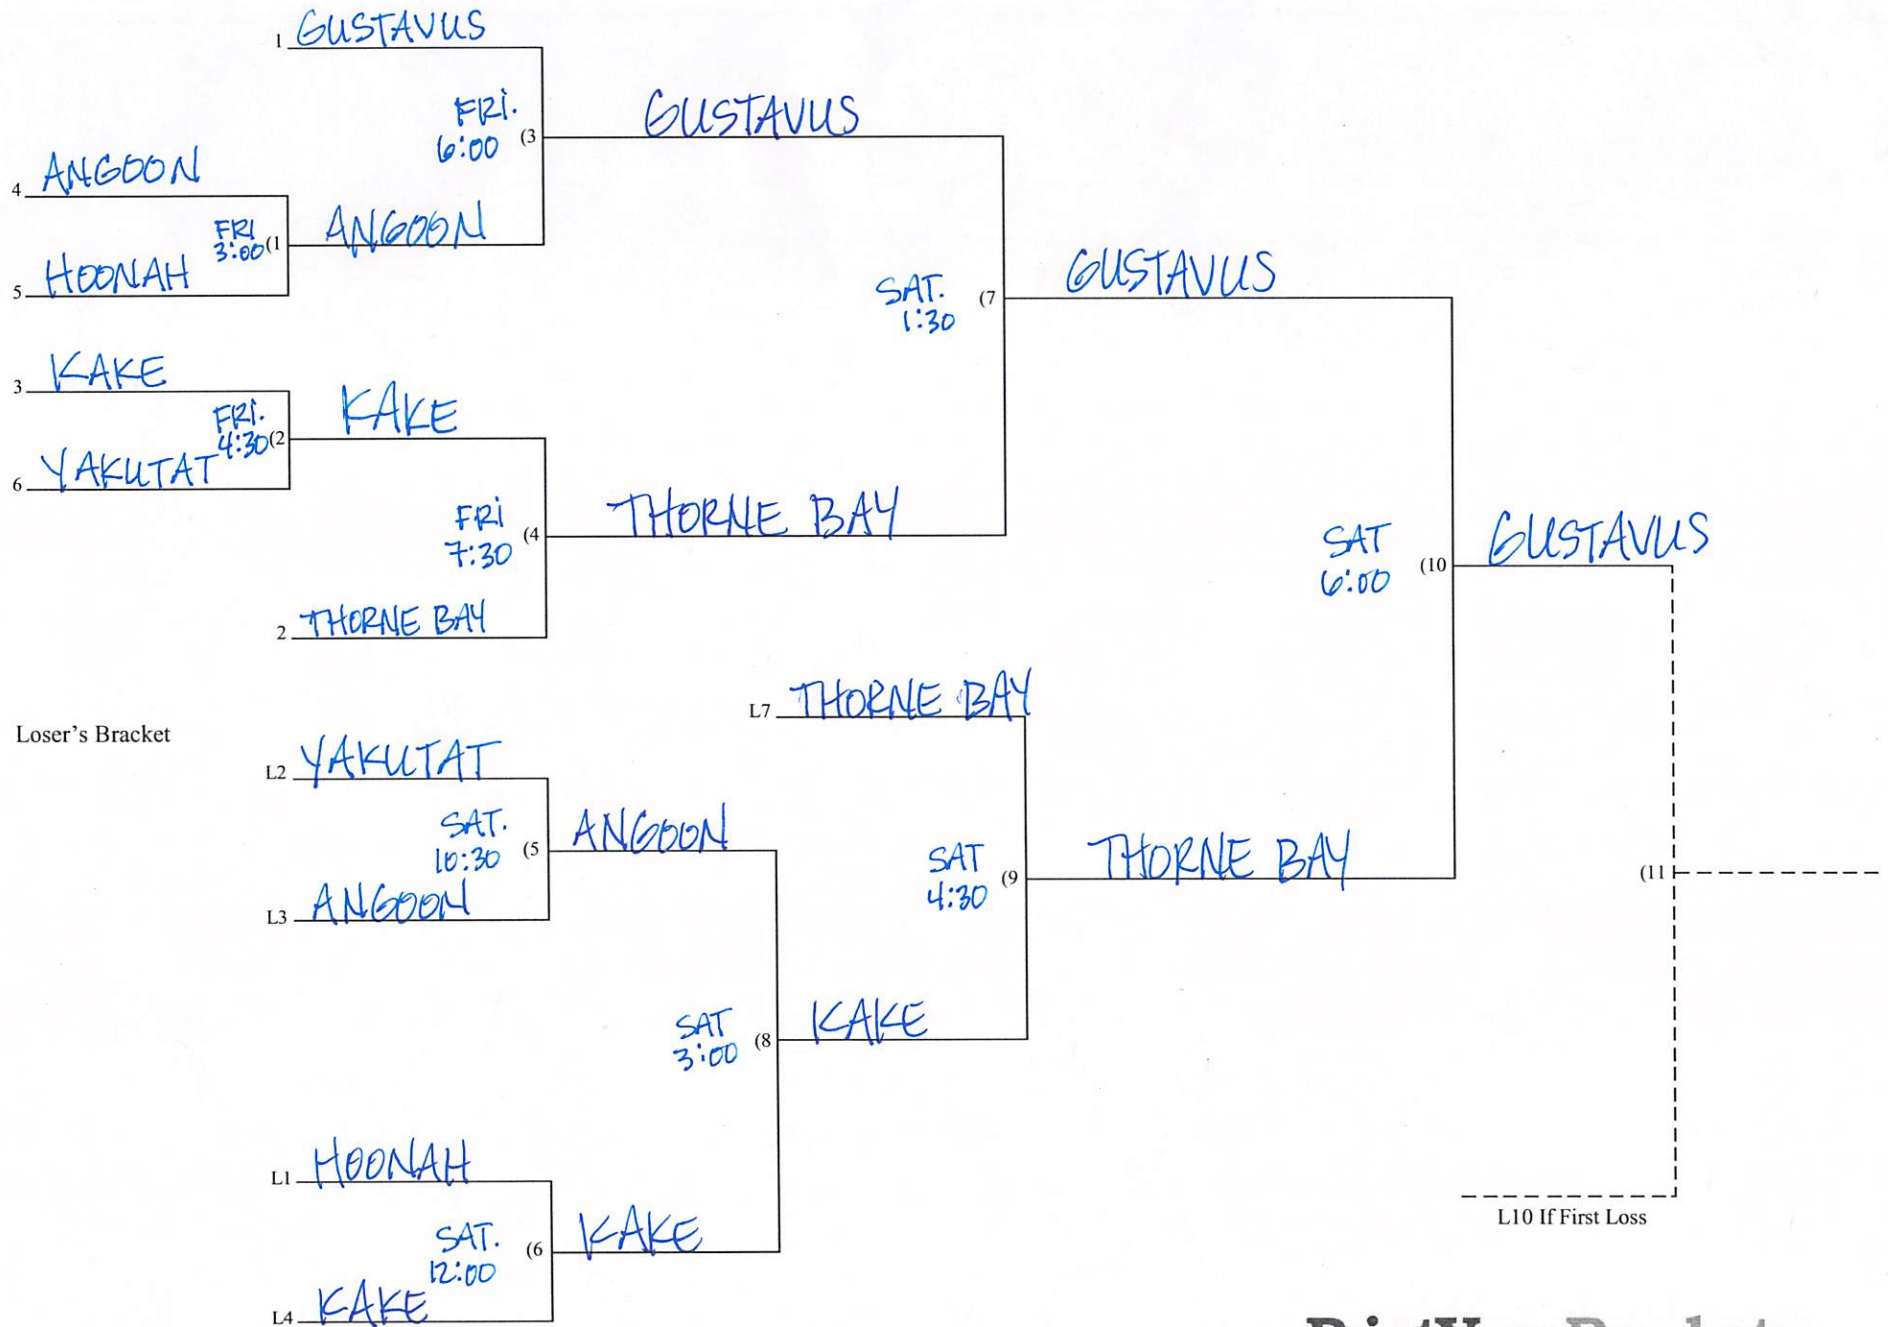 1 GUSTAVUS
FRI.
6:00 (3
GUSTAVUS
4 ANGOON
FRI
3:00 (1
ANGOON
5 HOONAH
SAT.
1:30
(7
GUSTAVUS
3 KAKE
FRI.
4:30 (2
KAKE
6 YAKUTAT
FRI
7:30
(4
THORNE BAY
2 THORNE BAY
SAT
6:00
(10
GUSTAVUS
Loser's Bracket
L7 THORNE BAY
L2 YAKUTAT
SAT.
10:30 (5
ANGOON
L3 ANGOON
SAT
4:30
(9
THORNE BAY
(11
SAT
3:00
(8
KAKE
L1 HOONAH
SAT.
12:00
(6
KAKE
L4 KAKE
L10 If First Loss